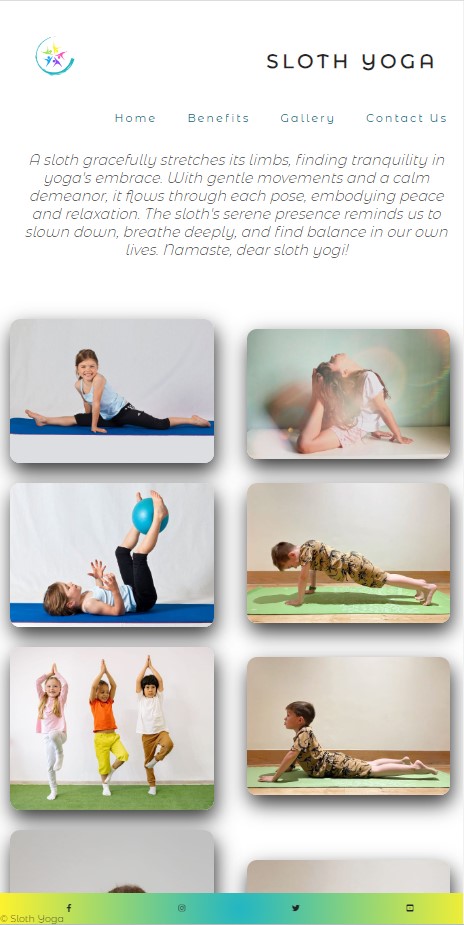 SLOTH YOGA
Home Benefits Gallery Contact Us
A sloth gracefully stretches its limbs, finding tranquility in
yoga's embrace. With gentle movements and a calm
demeanor, it flows through each pose, embodying peace
and relaxation. The sloth's serene presence reminds us to
slown down, breathe deeply, and find balance in our own
lives. Namaste, dear sloth yogi!
© Sloth Yoga